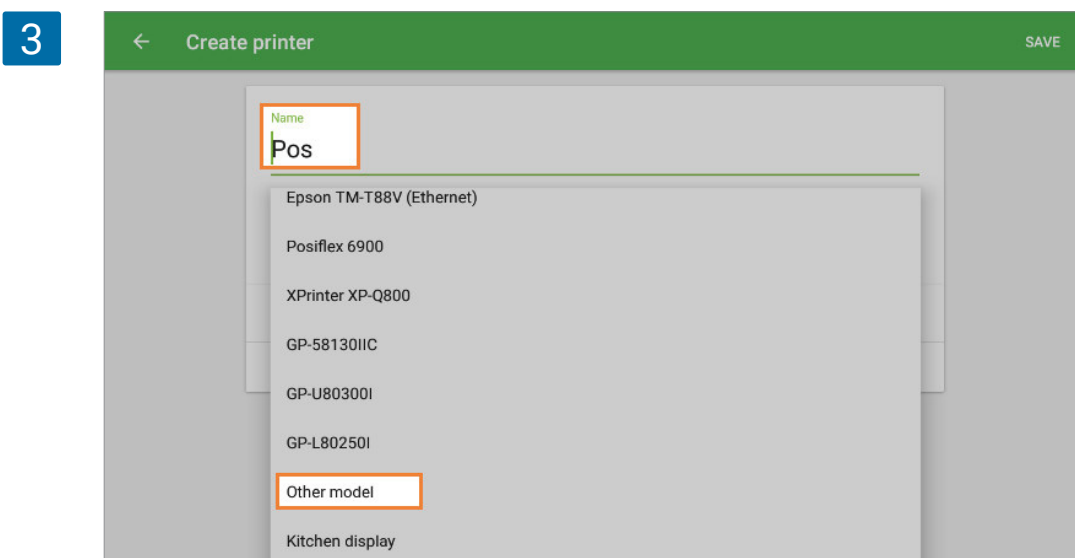 3
Create printer
SAVE
Name
Pos
Epson TM-T88V (Ethernet)
Posiflex 6900
XPrinter XP-Q800
GP-58130IIC
GP-U80300I
GP-L80250I
Other model
Kitchen display